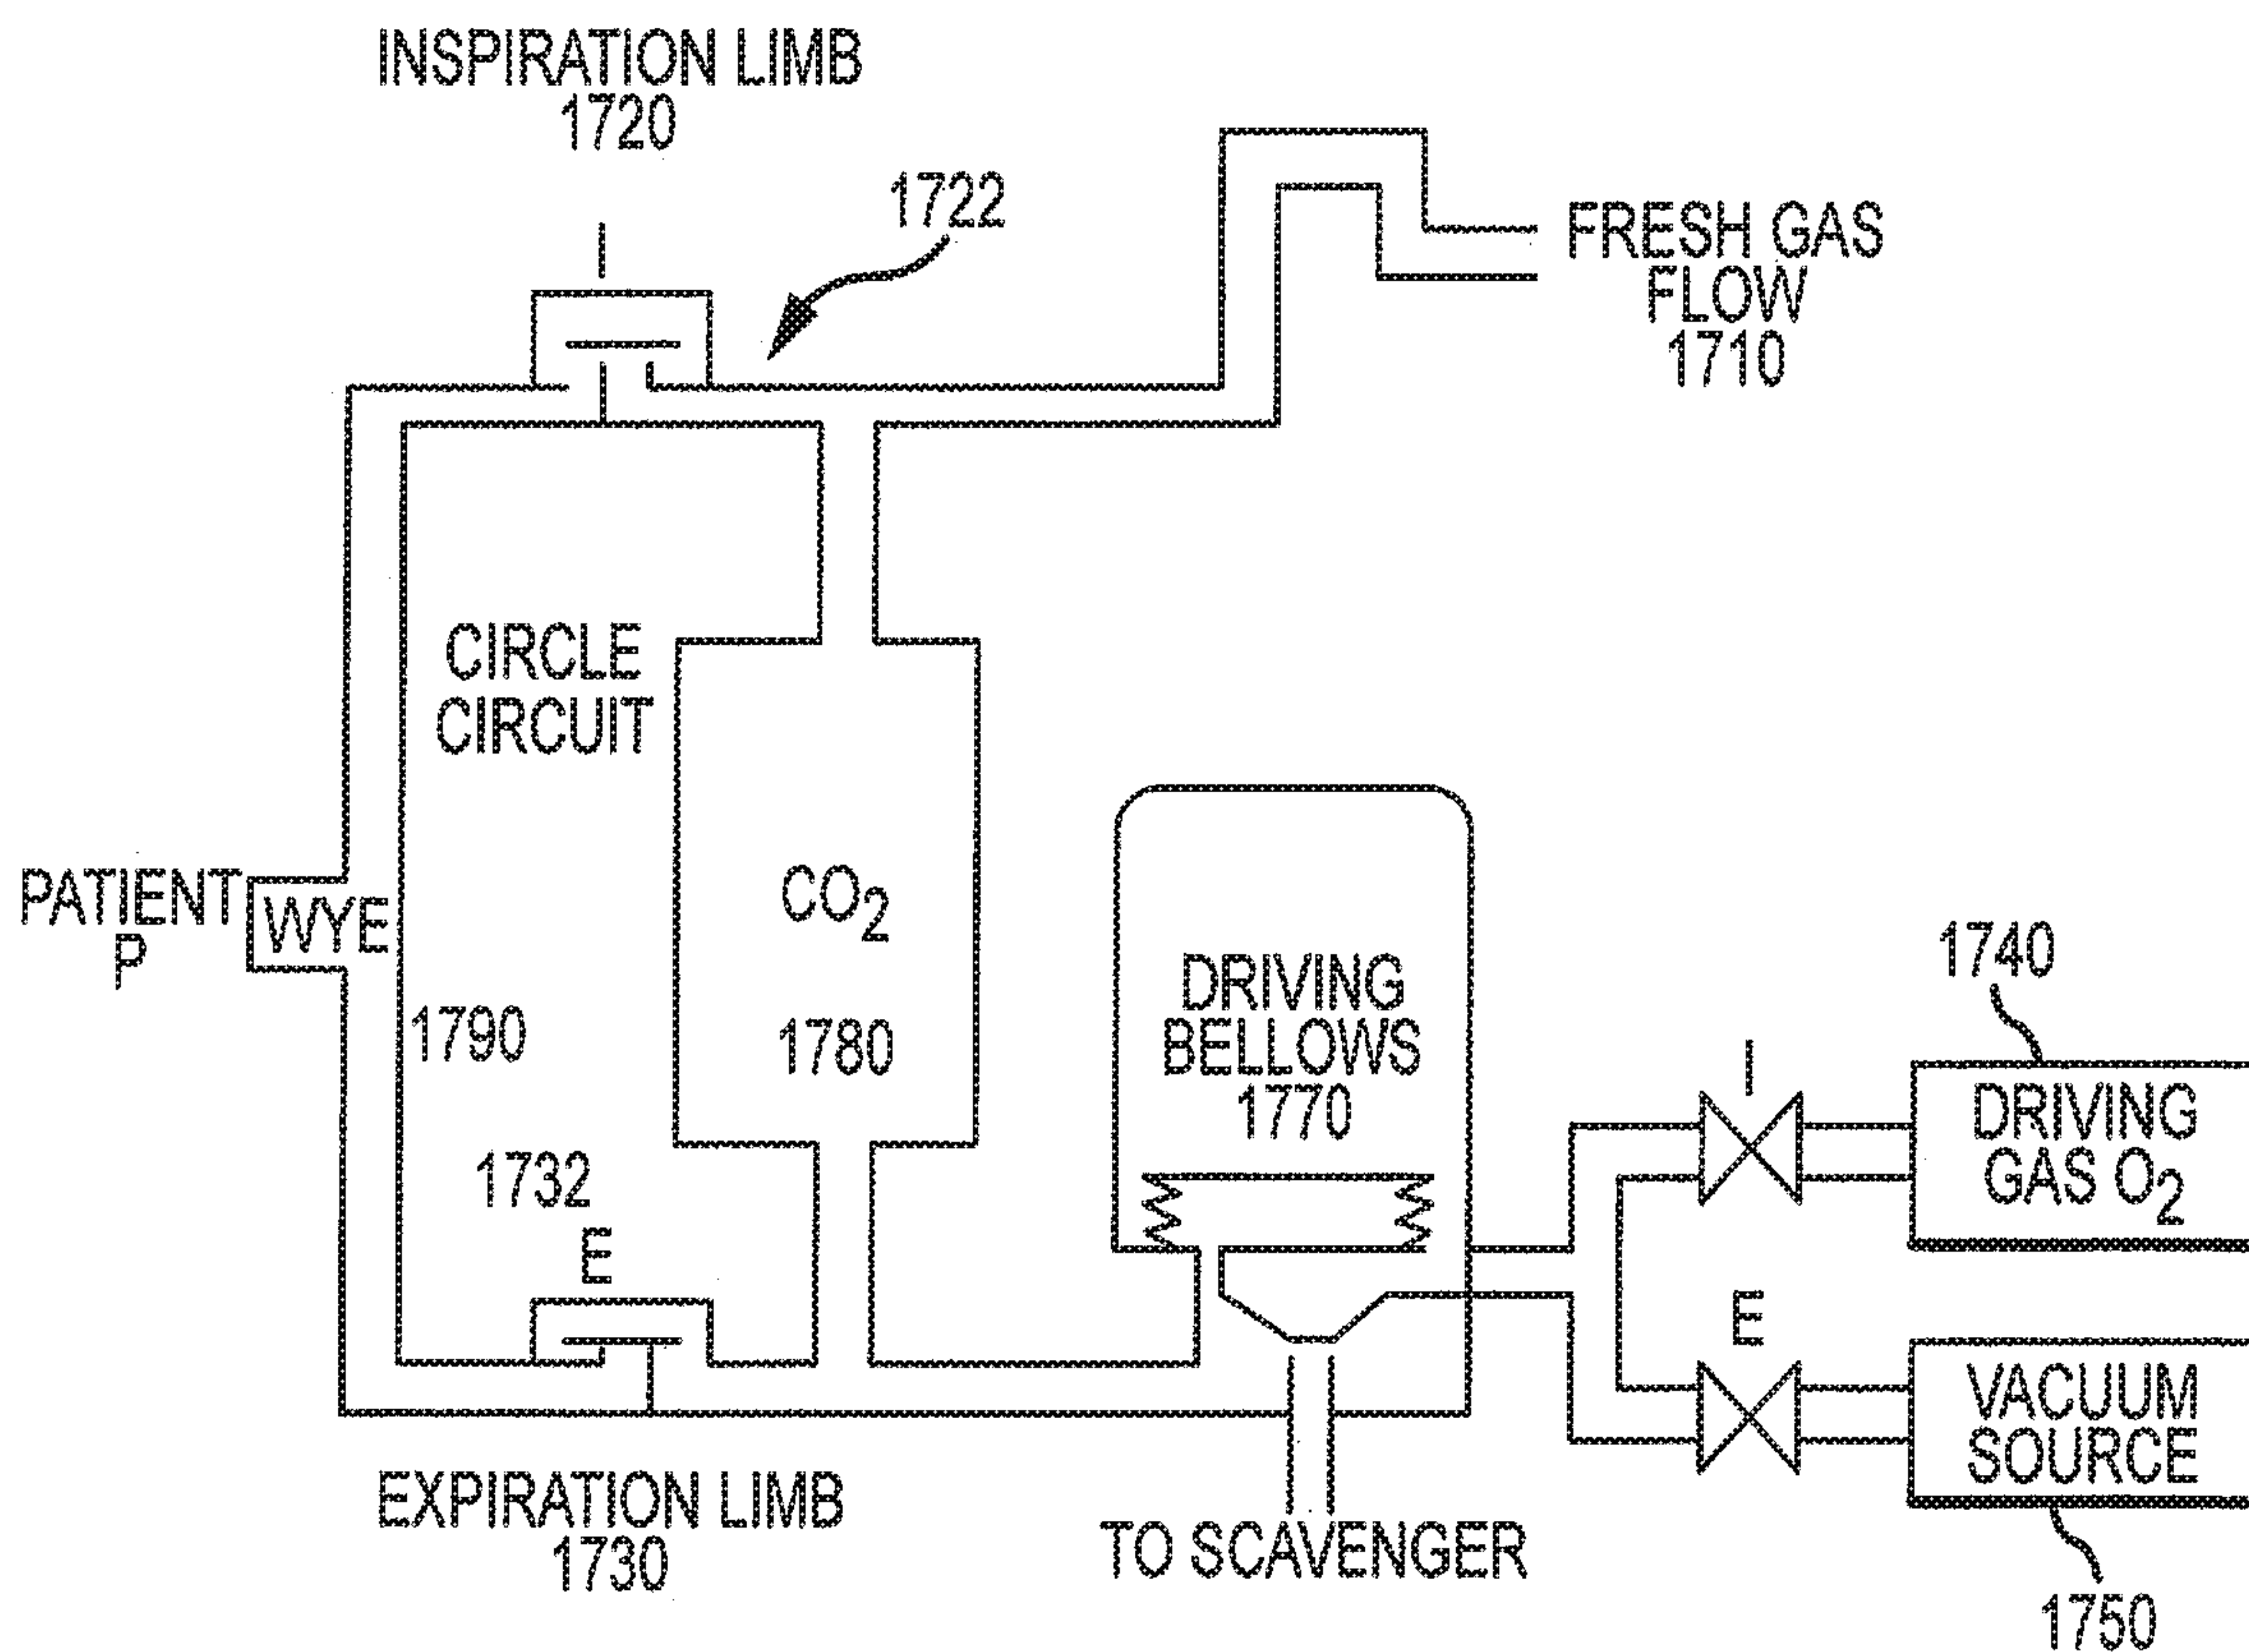 INSPIRATION LIMB
1720
1722
I
FRESH GAS
FLOW
1710
CIRCLE
CIRCUIT
PATIENT
P
WYE
CO₂
1790
1780
DRIVING
BELLOWS
1770
1740
I
DRIVING
GAS O₂
1732
E
E
VACUUM
SOURCE
1750
EXPIRATION LIMB
1730
TO SCAVENGER